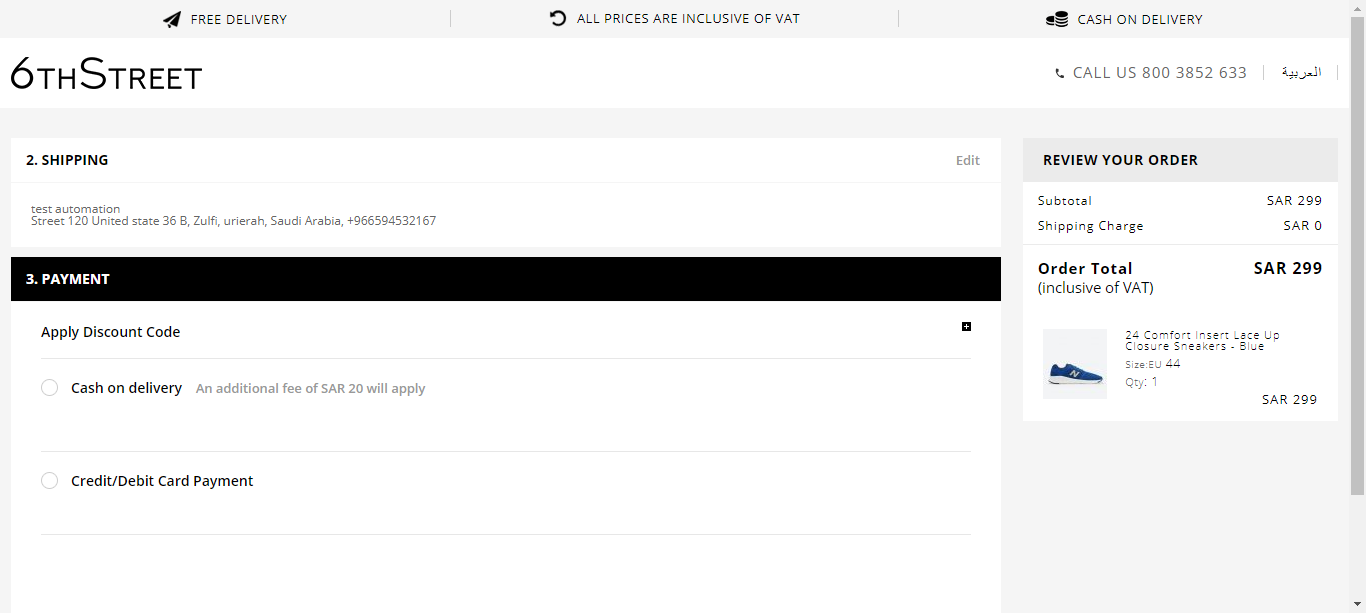 FREE DELIVERY
ALL PRICES ARE INCLUSIVE OF VAT
CASH ON DELIVERY
6THSTREET
CALL US 800 3852 633
العربية
2. SHIPPING
Edit
test automation
Street 120 United state 36 B, Zulfi, urierah, Saudi Arabia, +966594532167
3. PAYMENT
Apply Discount Code
Cash on delivery An additional fee of SAR 20 will apply
Credit/Debit Card Payment
REVIEW YOUR ORDER
Subtotal SAR 299
Shipping Charge SAR 0
Order Total SAR 299
(inclusive of VAT)
24 Comfort Insert Lace Up
Closure Sneakers - Blue
Size:EU 44
Qty: 1
SAR 299